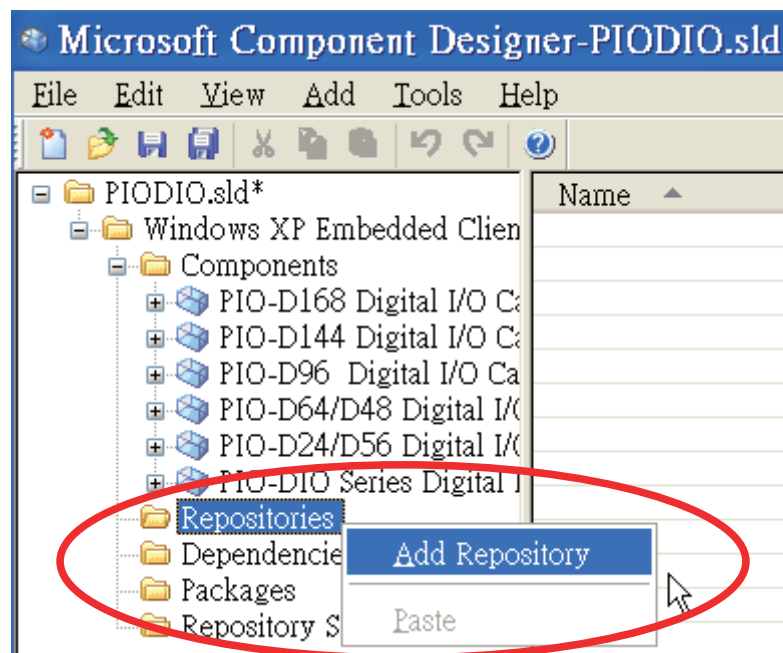 Microsoft Component Designer-PIODIO.sld
File Edit View Add Tools Help
PIODIO.sld*
Name
Windows XP Embedded Clien
Components
PIO-D168 Digital I/O Ca
PIO-D144 Digital I/O Ca
PIO-D96 Digital I/O Ca
PIO-D64/D48 Digital I/(
PIO-D24/D56 Digital I/(
PIO-DIO Series Digital I
Repositories
Dependencie
Add Repository
Packages
Repository S
Paste